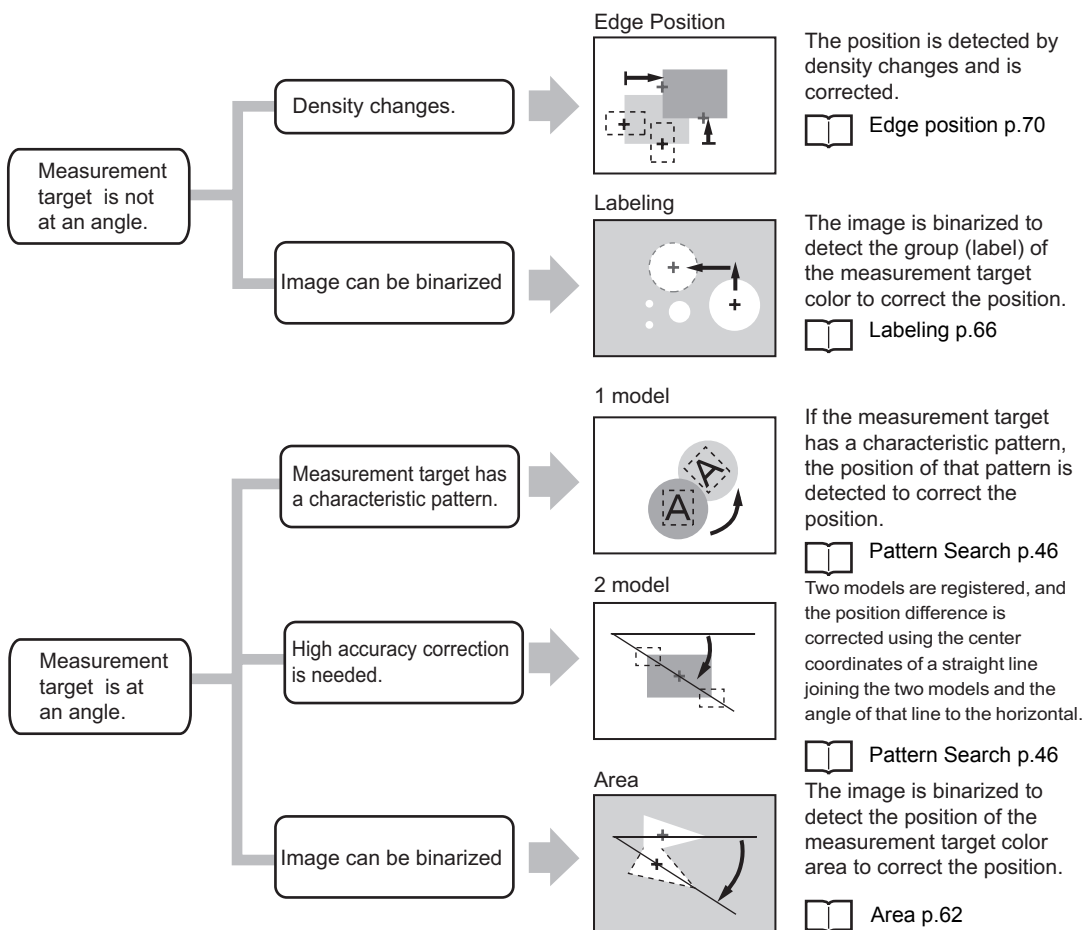 Edge Position
Measurement
target is not
at an angle.
Density changes.
The position is detected by
density changes and is
corrected.
Edge position p.70
Labeling
Image can be binarized
The image is binarized to
detect the group (label) of
the measurement target
color to correct the position.
Labeling p.66
1 model
Measurement
target is at
an angle.
Measurement target has
a characteristic pattern.
A
A
If the measurement target
has a characteristic pattern,
the position of that pattern is
detected to correct the
position.
Pattern Search p.46
2 model
High accuracy correction
is needed.
Two models are registered, and
the position difference is
corrected using the center
coordinates of a straight line
joining the two models and the
angle of that line to the horizontal.
Pattern Search p.46
Area
Image can be binarized
The image is binarized to
detect the position of the
measurement target color
area to correct the position.
Area p.62